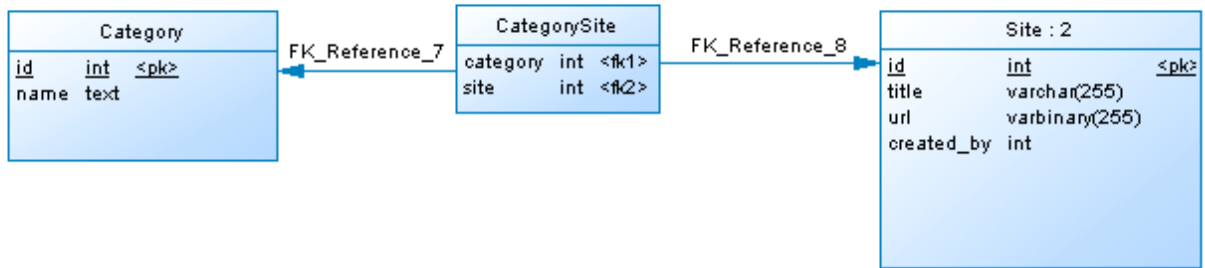 Category
id int <pk>
name text
FK_Reference_7
CategorySite
category int <fk1>
site int <fk2>
FK_Reference_8
Site : 2
id int <pk>
title varchar(255)
url varbinary(255)
created_by int